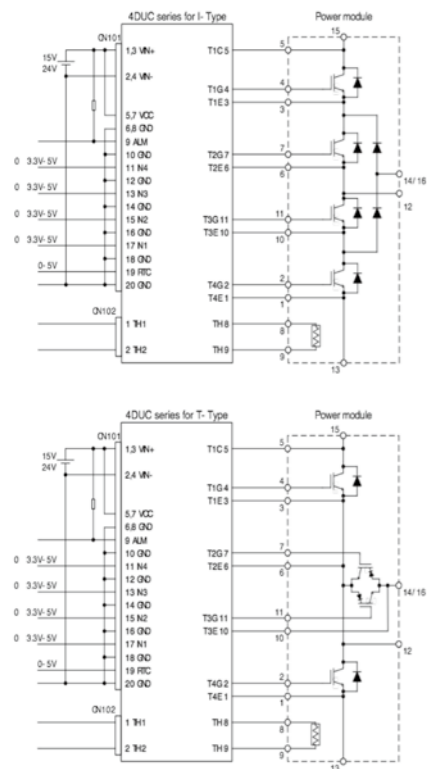 4DUC series for I- Type
Power module
CN101
15V
24V
1,3 VIN+
2,4 VIN-
5,7 VCC
6,8 GND
9 ALM
10 GND
0 3.3V- 5V
11 N4
12 GND
0 3.3V- 5V
13 N3
14 GND
0 3.3V- 5V
15 N2
16 GND
0 3.3V- 5V
17 N1
18 GND
0- 5V
19 RTC
20 GND
CN102
1 TH1
2 TH2
T1C 5
T1G 4
T1E 3
T2G 7
T2E 6
T3G 11
T3E 10
T4G 2
T4E 1
TH 8
TH 9
5
4
3
7
6
11
10
2
1
8
9
15
14/ 16
12
13
4DUC series for T- Type
Power module
CN101
15V
24V
1,3 VIN+
2,4 VIN-
5,7 VCC
6,8 GND
9 ALM
10 GND
0 3.3V- 5V
11 N4
12 GND
0 3.3V- 5V
13 N3
14 GND
0 3.3V- 5V
15 N2
16 GND
0 3.3V- 5V
17 N1
18 GND
0- 5V
19 RTC
20 GND
CN102
1 TH1
2 TH2
T1C 5
T1G 4
T1E 3
T2G 7
T2E 6
T3G 11
T3E 10
T4G 2
T4E 1
TH 8
TH 9
5
4
3
7
6
11
10
2
1
8
9
15
14/ 16
12
13